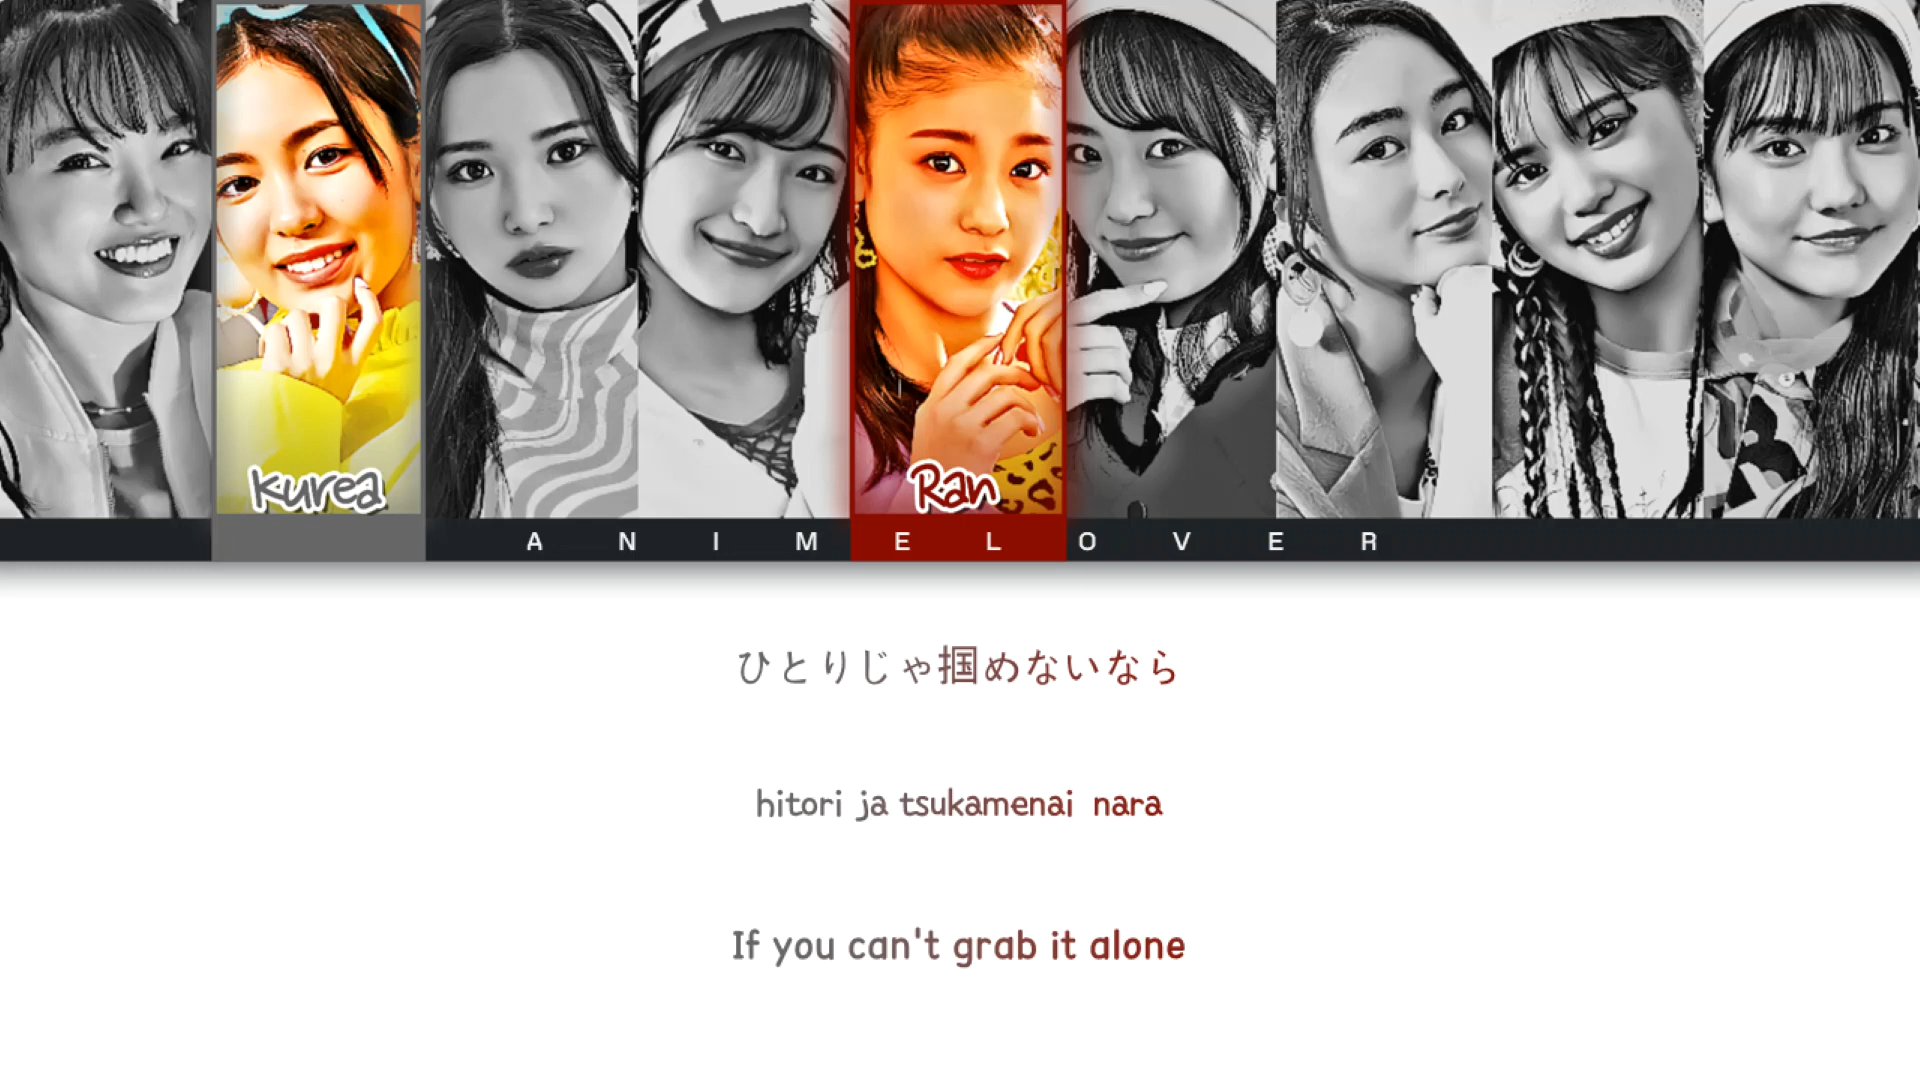 Kurea
Ran
ANIMELOVER
ひとりじゃ掴めないなら
hitori ja tsukamenai nara
If you can't grab it alone